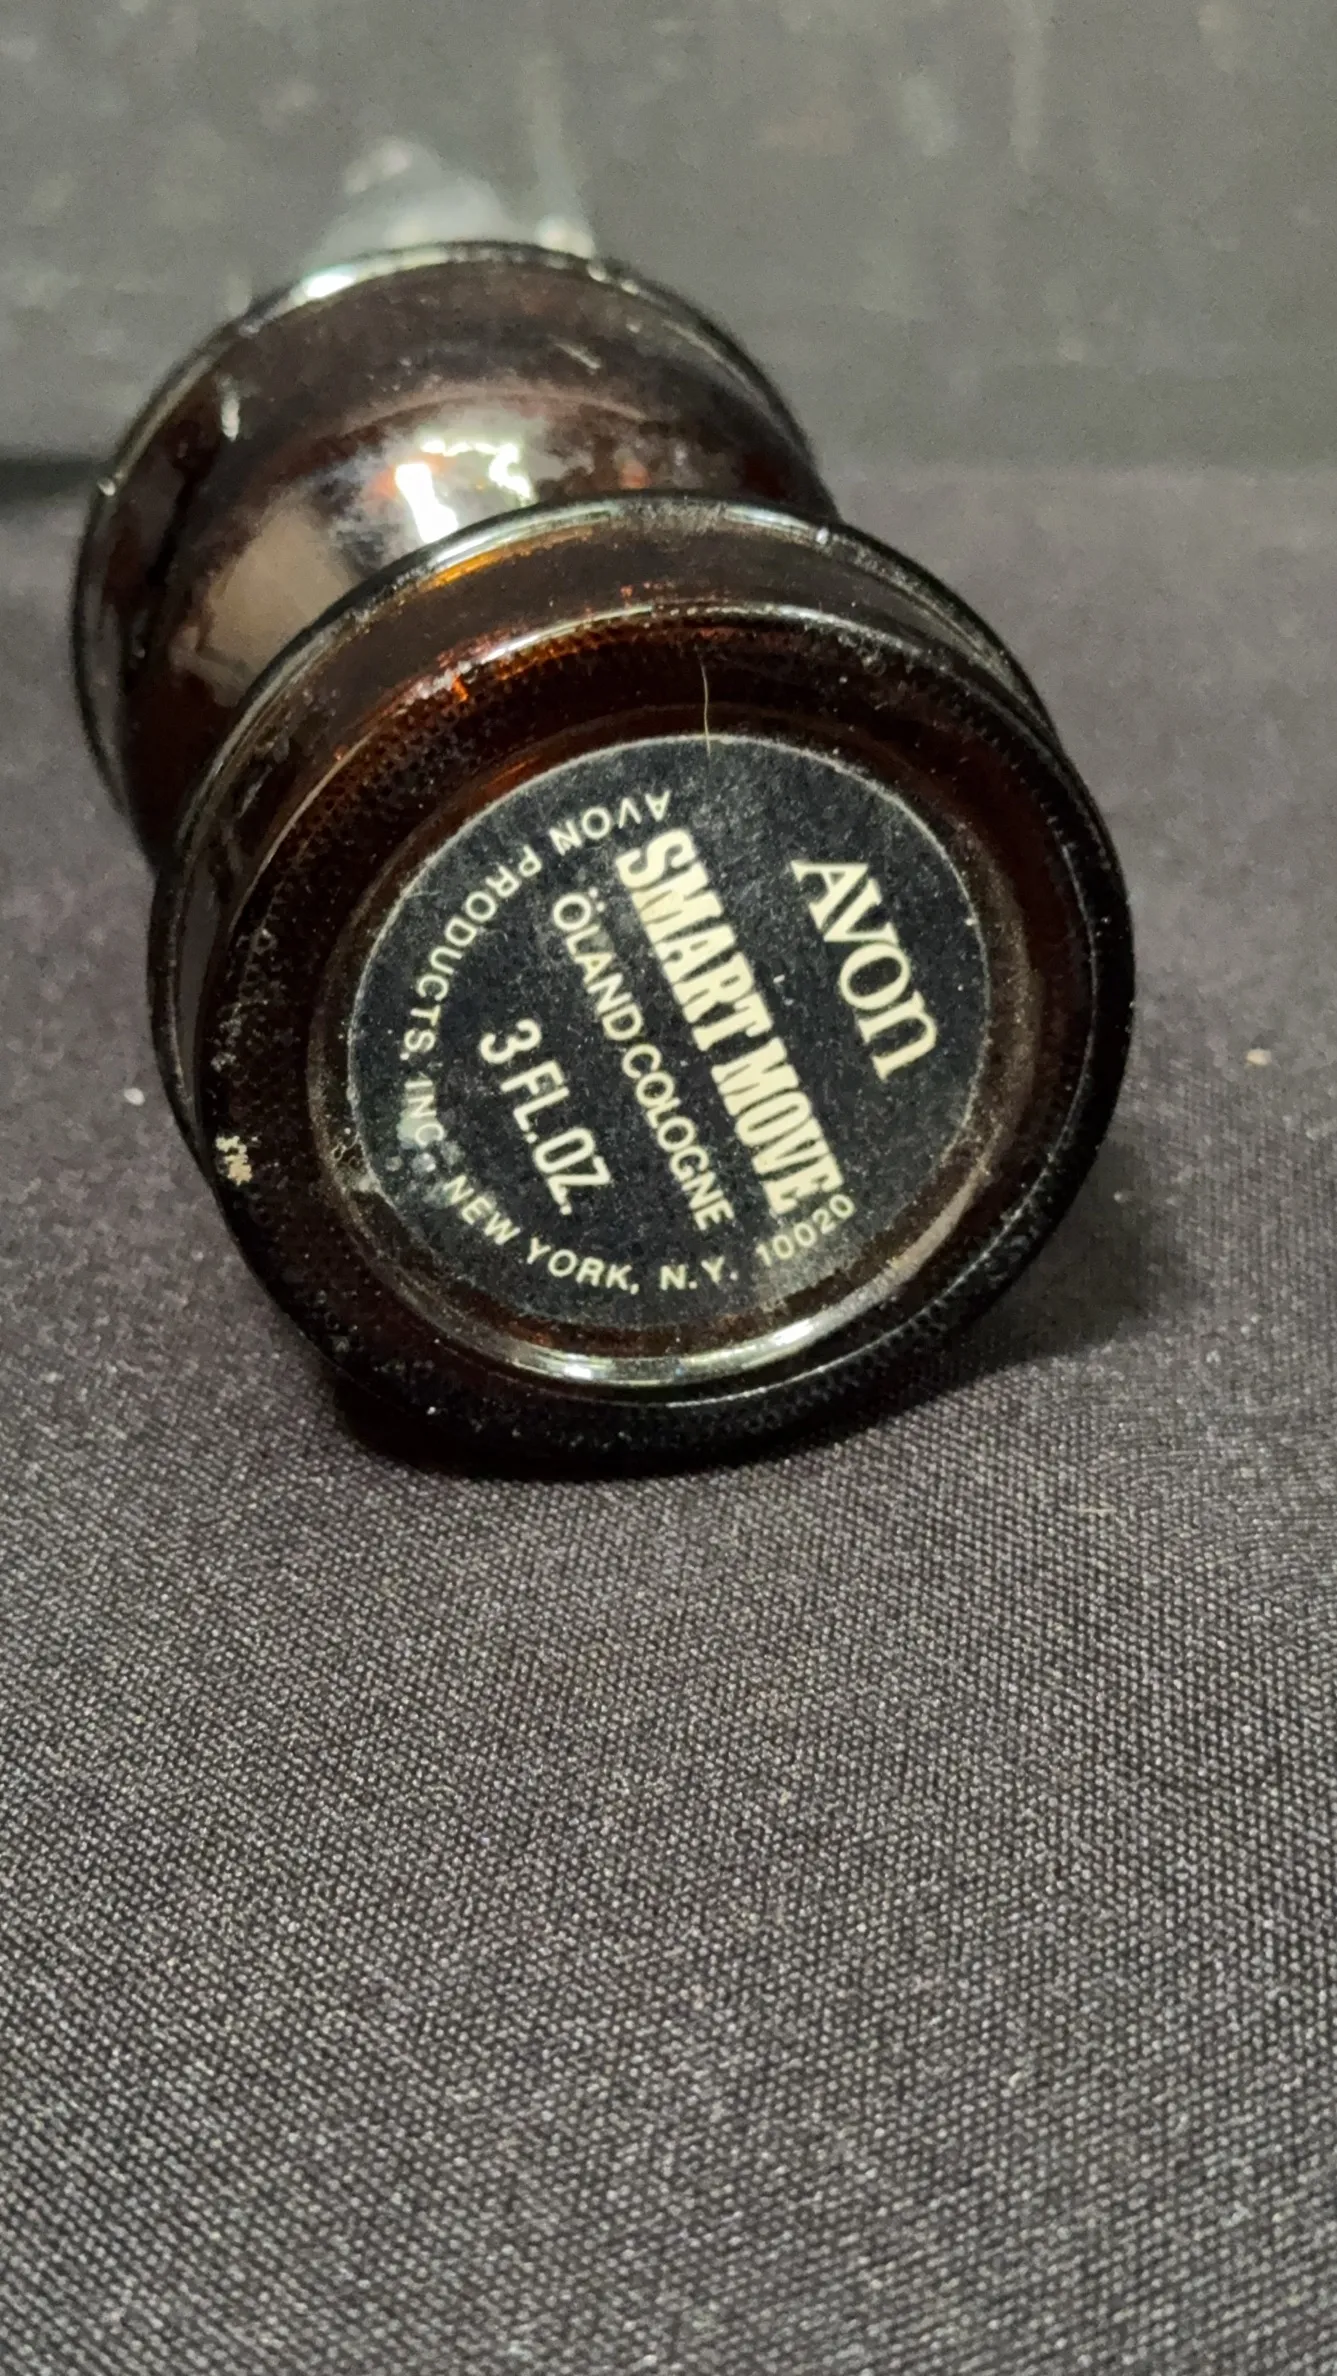 AVON
SMART MOVE
ÖLAND COLOGNE
3 FL. OZ.
AVON PRODUCTS, INC. NEW YORK, N.Y. 10020